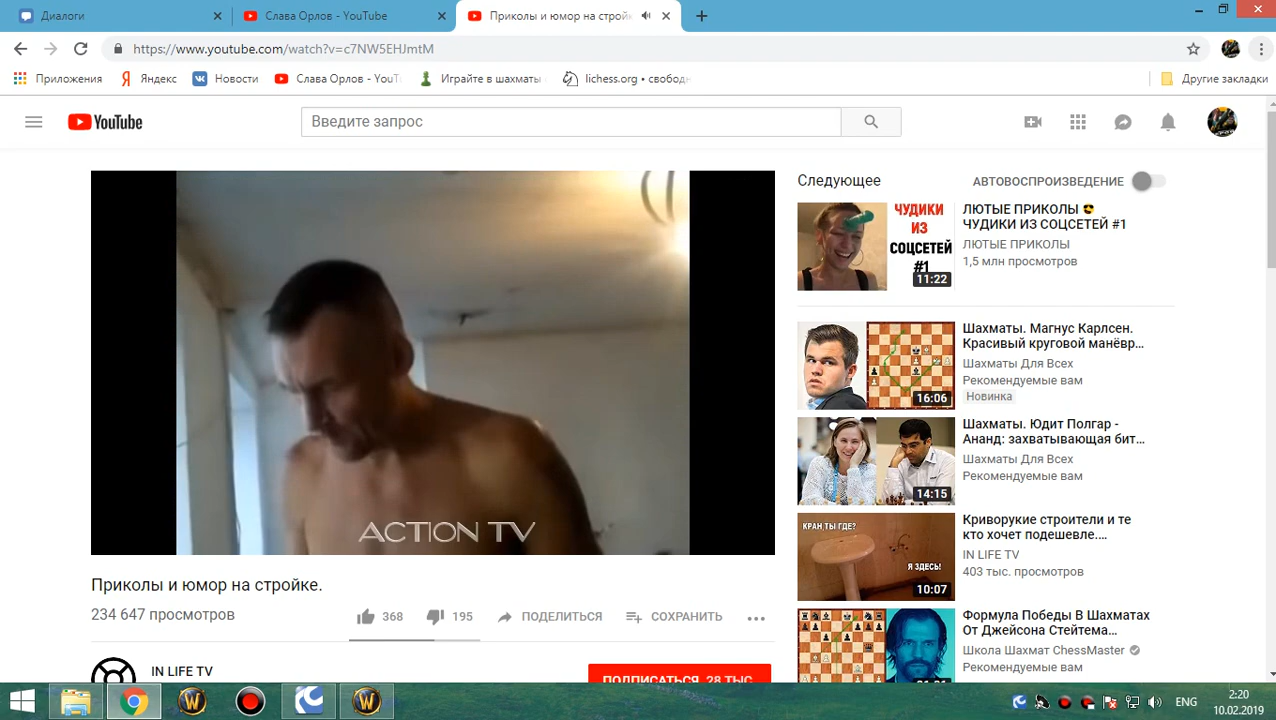 Диалоги
Слава Орлов - YouTube
Приколы и юмор на стройк
https://www.youtube.com/watch?v=c7NW5EHJmtM
Приложения
Яндекс
Новости
Слава Орлов - YouT
Играйте в шахматы
lichess.org • свобод
Другие закладки
YouTube
Введите запрос
ACTION TV
Приколы и юмор на стройке.
234 647 просмотров
368
195
ПОДЕЛИТЬСЯ
СОХРАНИТЬ
IN LIFE TV
ПОДПИСАТЬСЯ 28 ТЫС.
Следующее
АВТОВОСПРОИЗВЕДЕНИЕ
ЧУДИКИ
ИЗ
СОЦСЕТЕЙ
#1
11:22
ЛЮТЫЕ ПРИКОЛЫ 😎
ЧУДИКИ ИЗ СОЦСЕТЕЙ #1
ЛЮТЫЕ ПРИКОЛЫ
1,5 млн просмотров
16:06
Шахматы. Магнус Карлсен.
Красивый круговой манёвр...
Шахматы Для Всех
Рекомендуемые вам
Новинка
14:15
Шахматы. Юдит Полгар -
Ананд: захватывающая бит...
Шахматы Для Всех
Рекомендуемые вам
КРАН ТЫ ГДЕ?
Я ЗДЕСЬ!
10:07
Криворукие строители и те
кто хочет подешевле....
IN LIFE TV
403 тыс. просмотров
Формула Победы В Шахматах
От Джейсона Стейтема...
Школа Шахмат ChessMaster
Рекомендуемые вам
ENG
2:20
10.02.2019